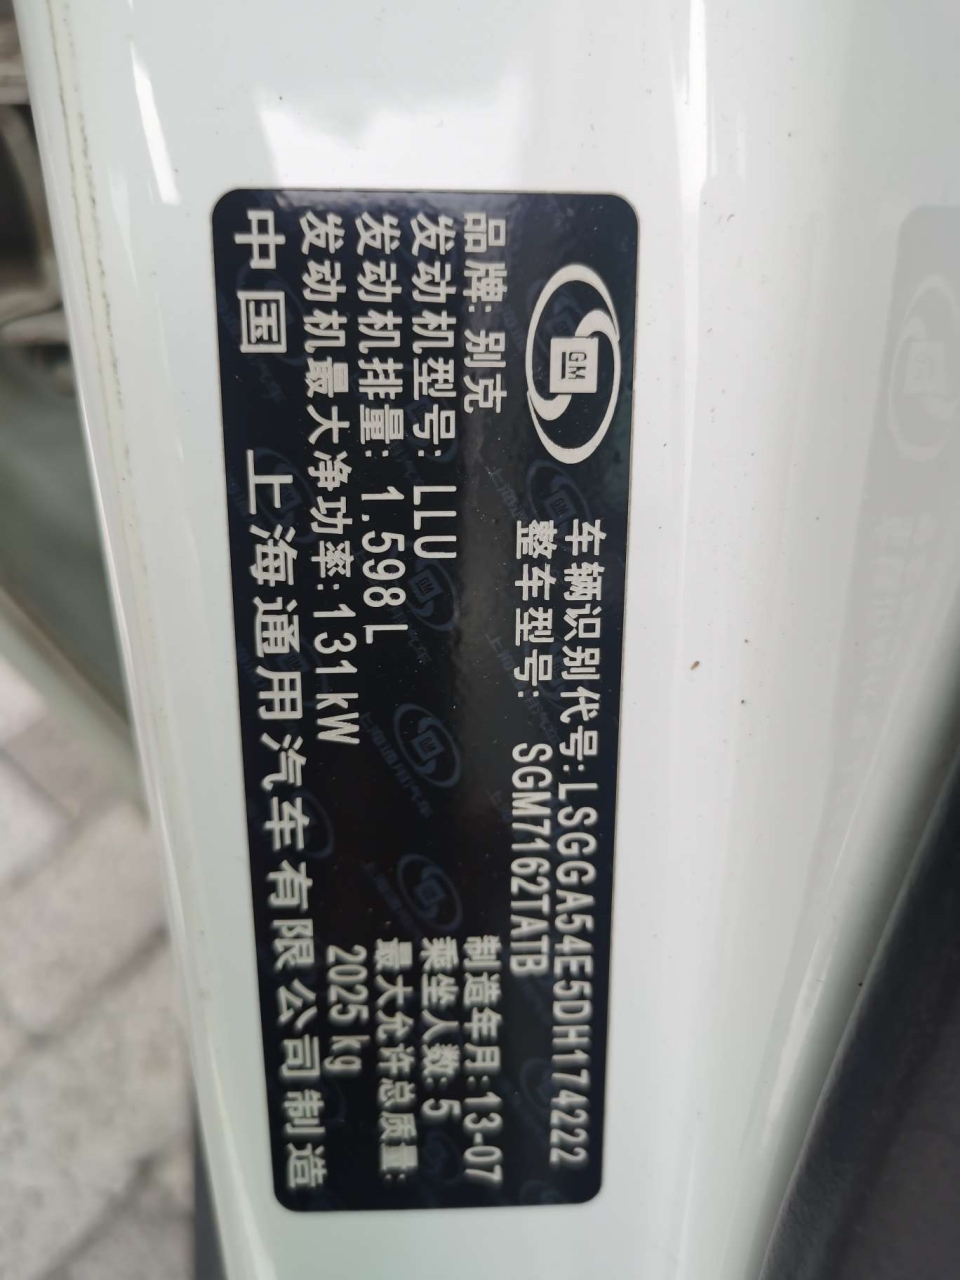 GM
车辆识别代号:LSGGA54E5DH174222
整车型号:SGM7162TATB
品牌:别克
发动机型号:LLU
发动机排量:1.598L
发动机最大净功率:131kW
制造年月:13-07
乘坐人数:5
最大允许总质量:
2025kg
中国 上海通用汽车有限公司制造